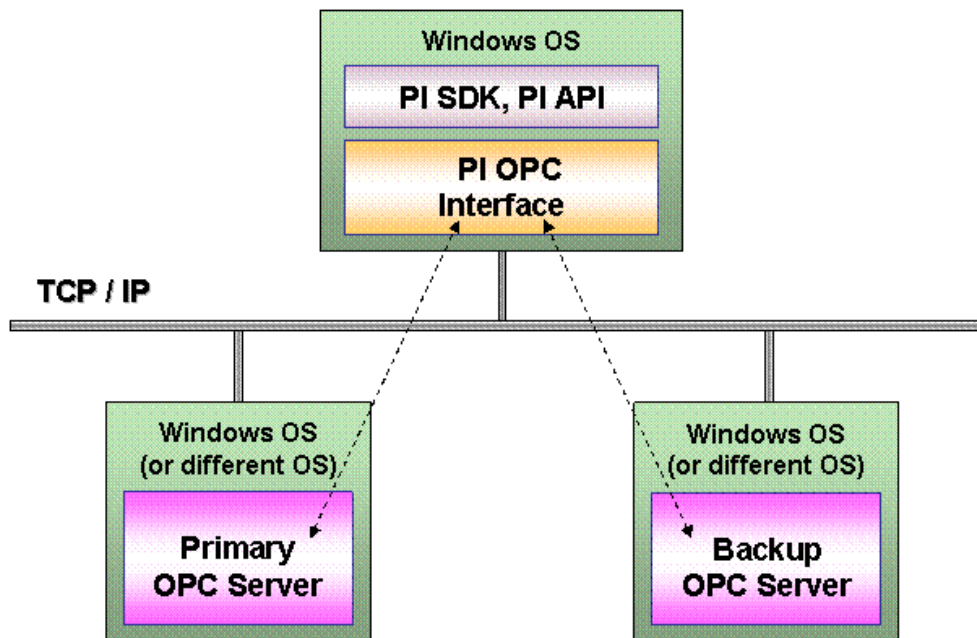 Windows OS
PI SDK, PI API
PI OPC
Interface
TCP / IP
Windows OS
(or different OS)
Primary
OPC Server
Windows OS
(or different OS)
Backup
OPC Server